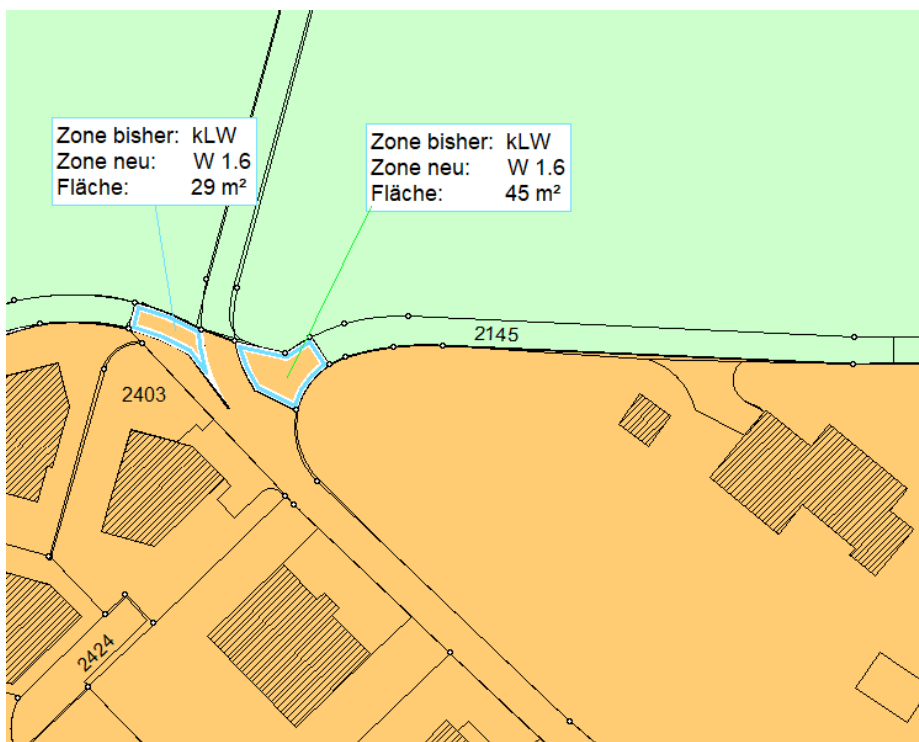 Zone bisher: kLW
Zone neu: W 1.6
Fläche: 29 m²
Zone bisher: kLW
Zone neu: W 1.6
Fläche: 45 m²
2145
2403
2424